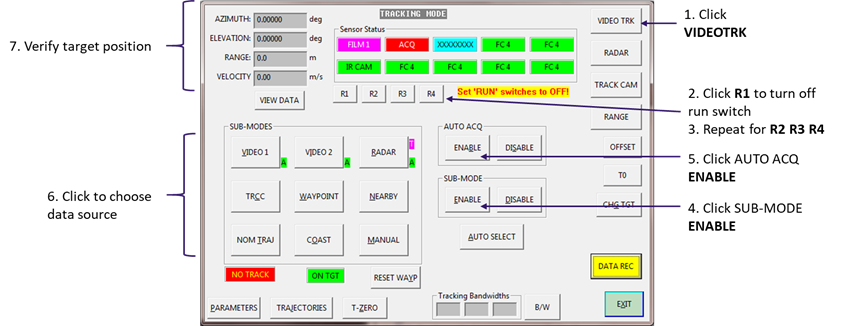 TRACKING MODE
7. Verify target position
AZIMUTH: 0.00000 deg
ELEVATION: 0.00000 deg
RANGE: 0.0 m
VELOCITY 0.00 m/s
VIEW DATA
Sensor Status
FILM 1 ACQ XXXXXXXX FC 4 FC 4
IR CAM FC 4 FC 4 FC 4 FC 4
R1 R2 R3 R4 Set 'RUN' switches to OFF!
VIDEO TRK
RADAR
TRACK CAM
RANGE
OFFSET
T0
CHG TGT
DATA REC
EXIT
1. Click
VIDEOTRK
2. Click R1 to turn off
run switch
3. Repeat for R2 R3 R4
5. Click AUTO ACQ
ENABLE
4. Click SUB-MODE
ENABLE
6. Click to choose
data source
SUB-MODES
VIDEO 1 A VIDEO 2 A RADAR T A
TRCC WAYPOINT NEARBY
NOM TRAJ COAST MANUAL
NO TRACK ON TGT RESET WAYP
AUTO ACQ
ENABLE DISABLE
SUB-MODE
ENABLE DISABLE
AUTO SELECT
PARAMETERS TRAJECTORIES T-ZERO
Tracking Bandwidths
B/W